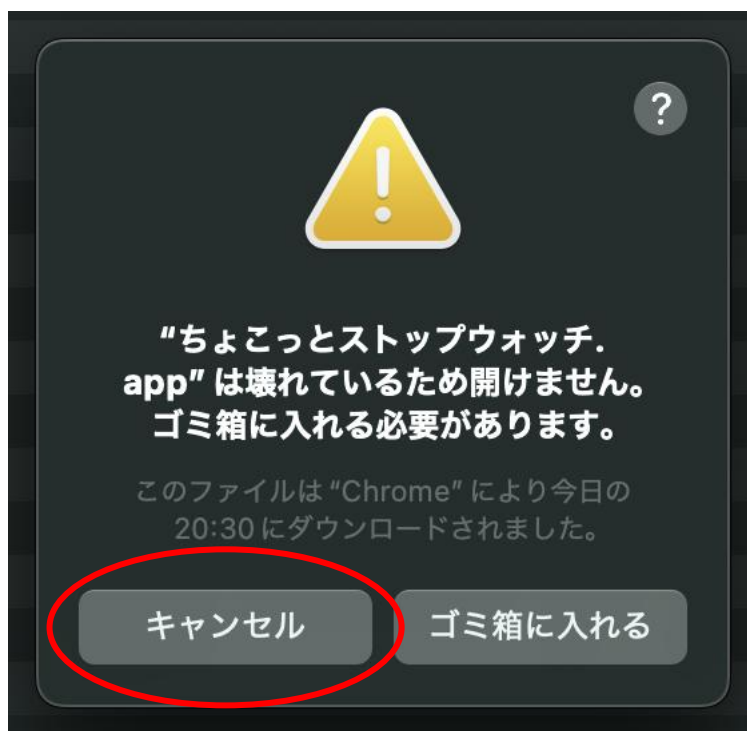 ?
“ちょこっとストップウォッチ.
app” は壊れているため開けません。
ゴミ箱に入れる必要があります。
このファイルは “Chrome” により今日の
20:30 にダウンロードされました。
キャンセル
ゴミ箱に入れる